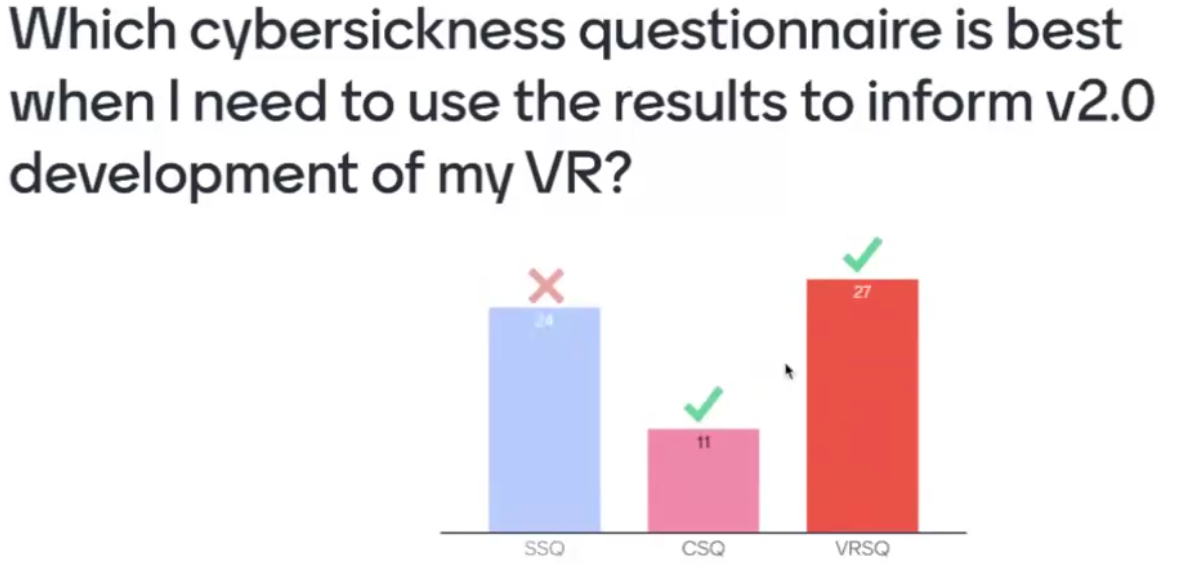 Which cybersickness questionnaire is best
when I need to use the results to inform v2.0
development of my VR?
27
24
11
SSQ CSQ VRSQ